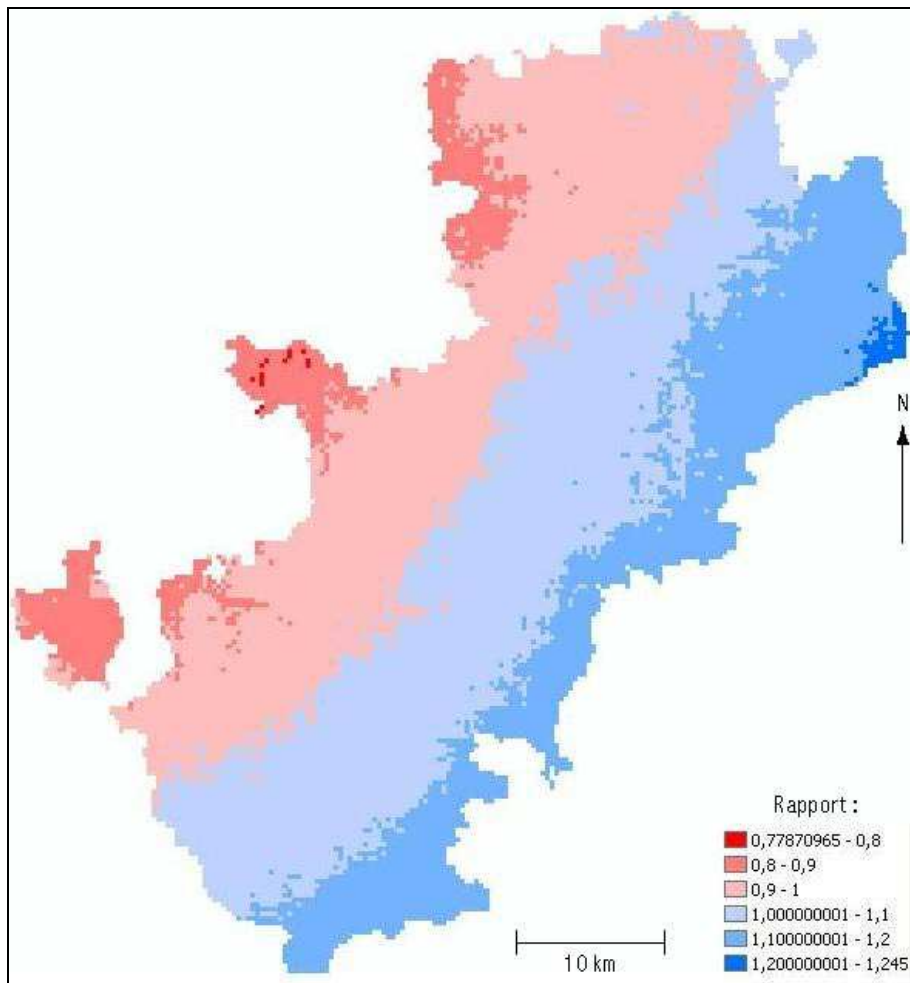 N
Rapport :
0,77870965 - 0,8
0,8 - 0,9
0,9 - 1
1,000000001 - 1,1
1,100000001 - 1,2
1,200000001 - 1,245
10 km